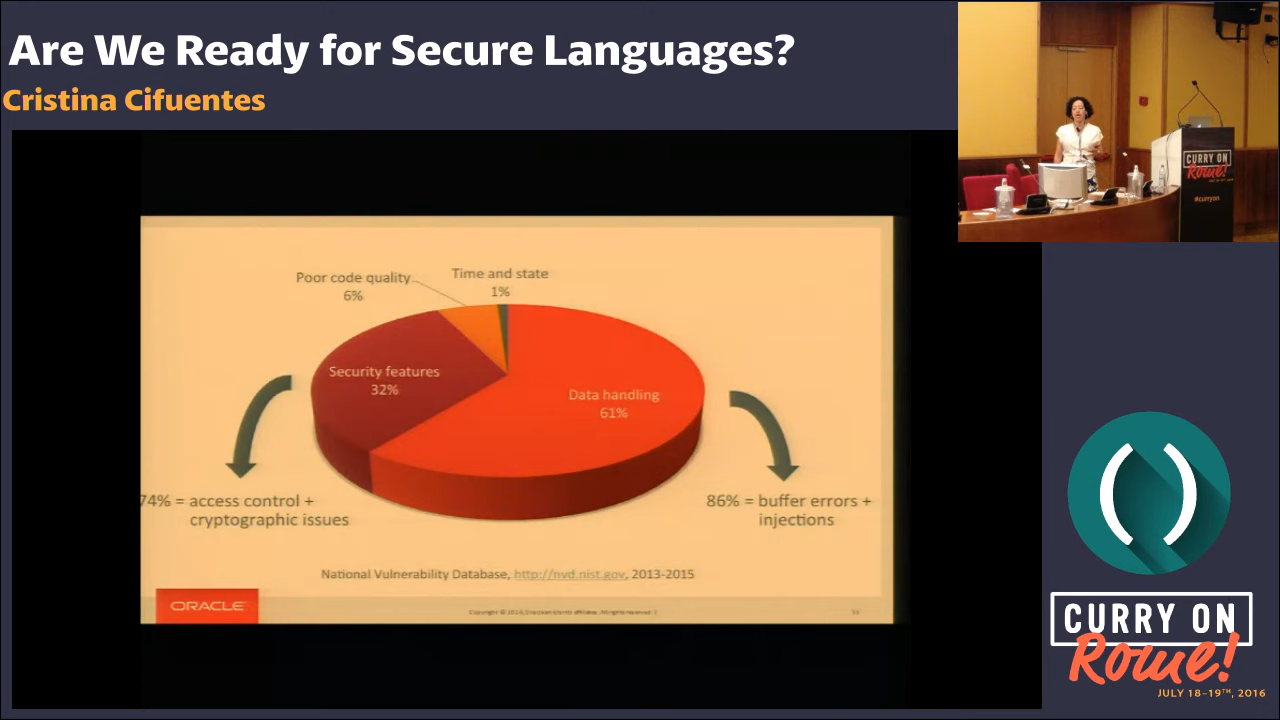 Are We Ready for Secure Languages?
Cristina Cifuentes
CURRY ON
Rome!
#curryon
Poor code quality
6%
Time and state
1%
Security features
32%
Data handling
61%
74% = access control +
cryptographic issues
86% = buffer errors +
injections
National Vulnerability Database, http://nvd.nist.gov, 2013-2015
ORACLE
()
CURRY ON
Rome!
JULY 18-19TH, 2016